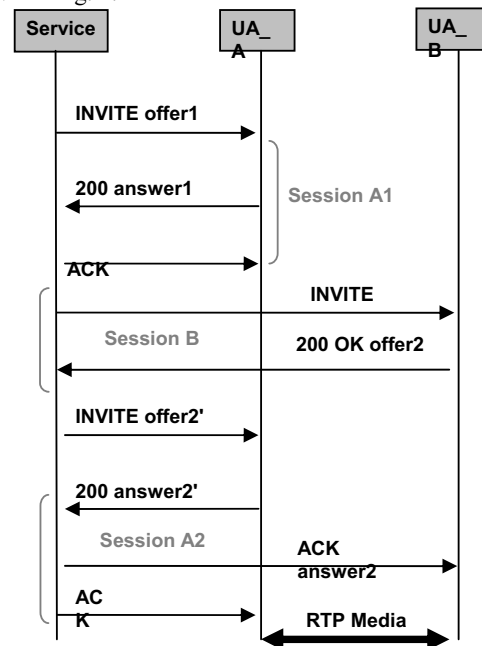 Service
UA_
A
UA_
B
INVITE offer1
200 answer1
Session A1
ACK
INVITE
Session B
200 OK offer2
INVITE offer2'
200 answer2'
Session A2
ACK
answer2
AC
K
RTP Media